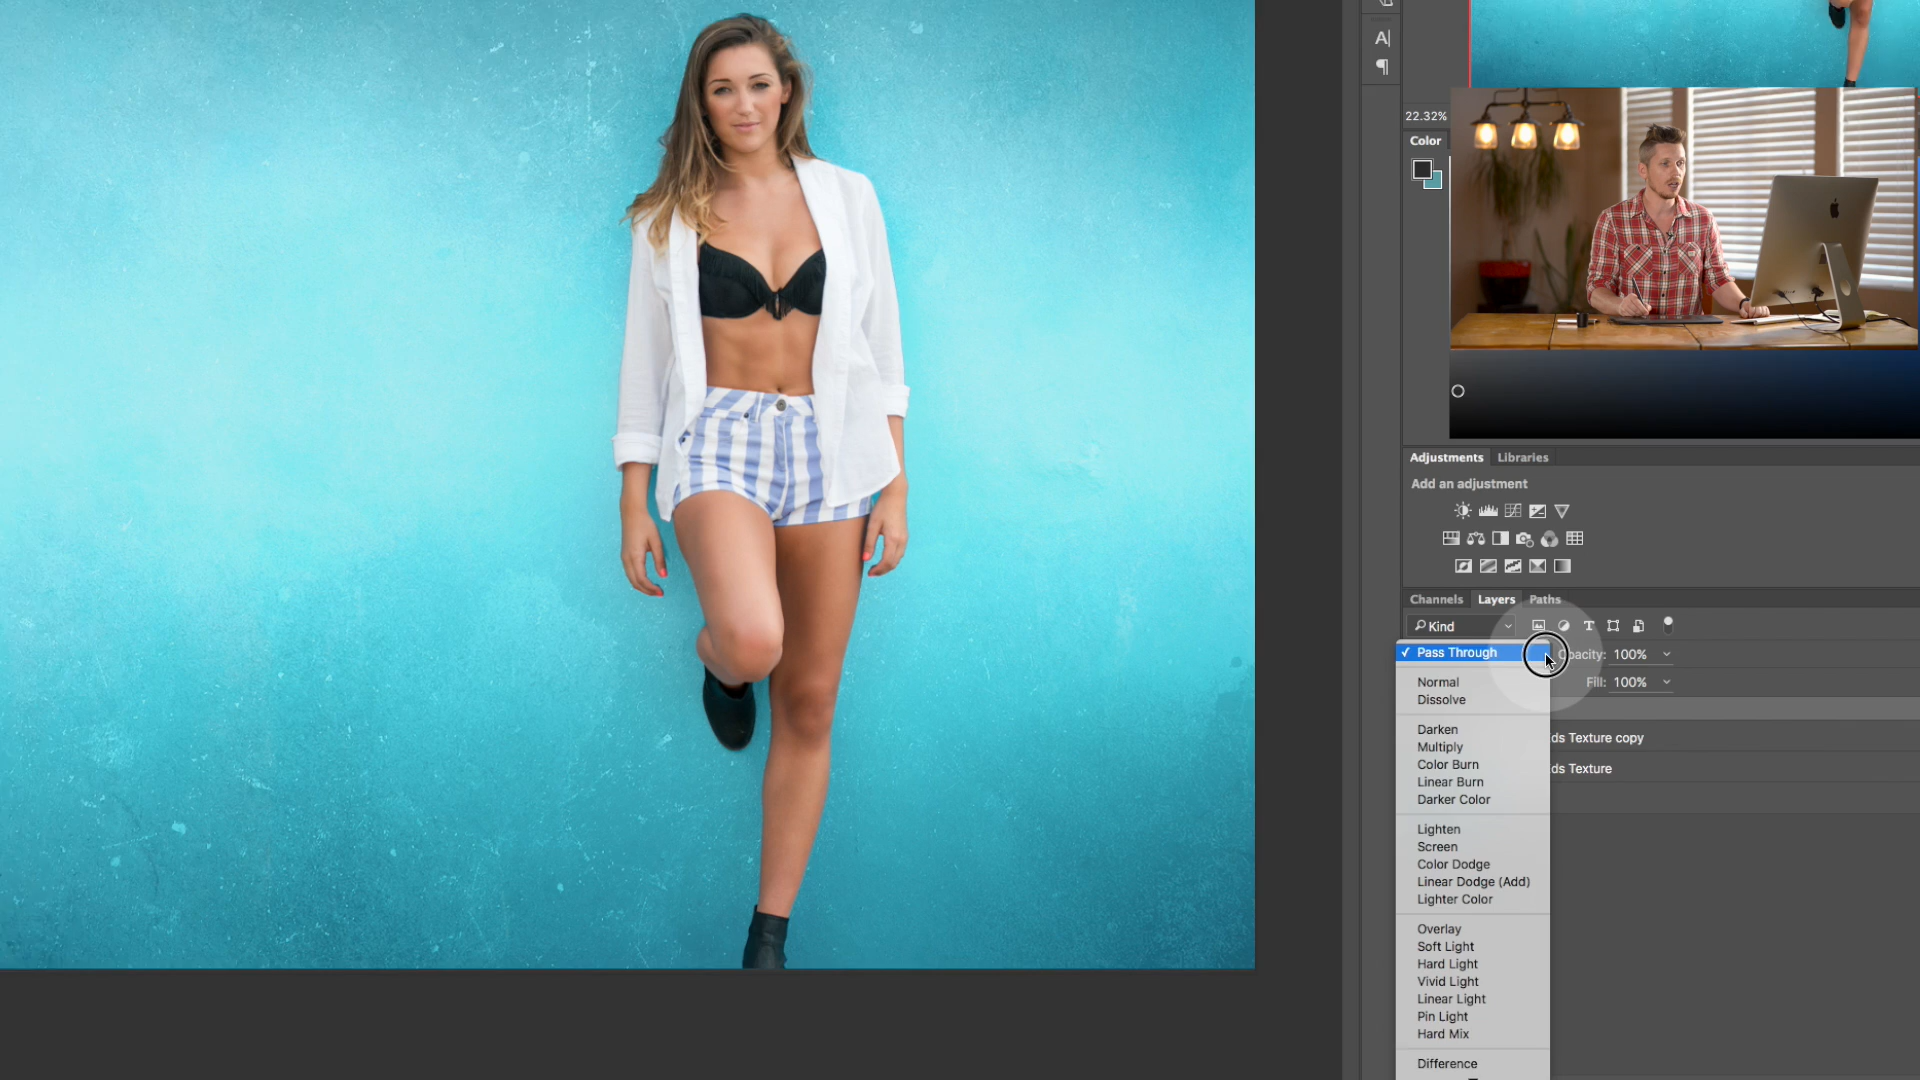 A
¶
22.32%
Color
Adjustments Libraries
Add an adjustment
Channels Layers Paths
Kind T
✓ Pass Through Opacity: 100%
Normal Fill: 100%
Dissolve
Darken ds Texture copy
Multiply
Color Burn ds Texture
Linear Burn
Darker Color
Lighten
Screen
Color Dodge
Linear Dodge (Add)
Lighter Color
Overlay
Soft Light
Hard Light
Vivid Light
Linear Light
Pin Light
Hard Mix
Difference